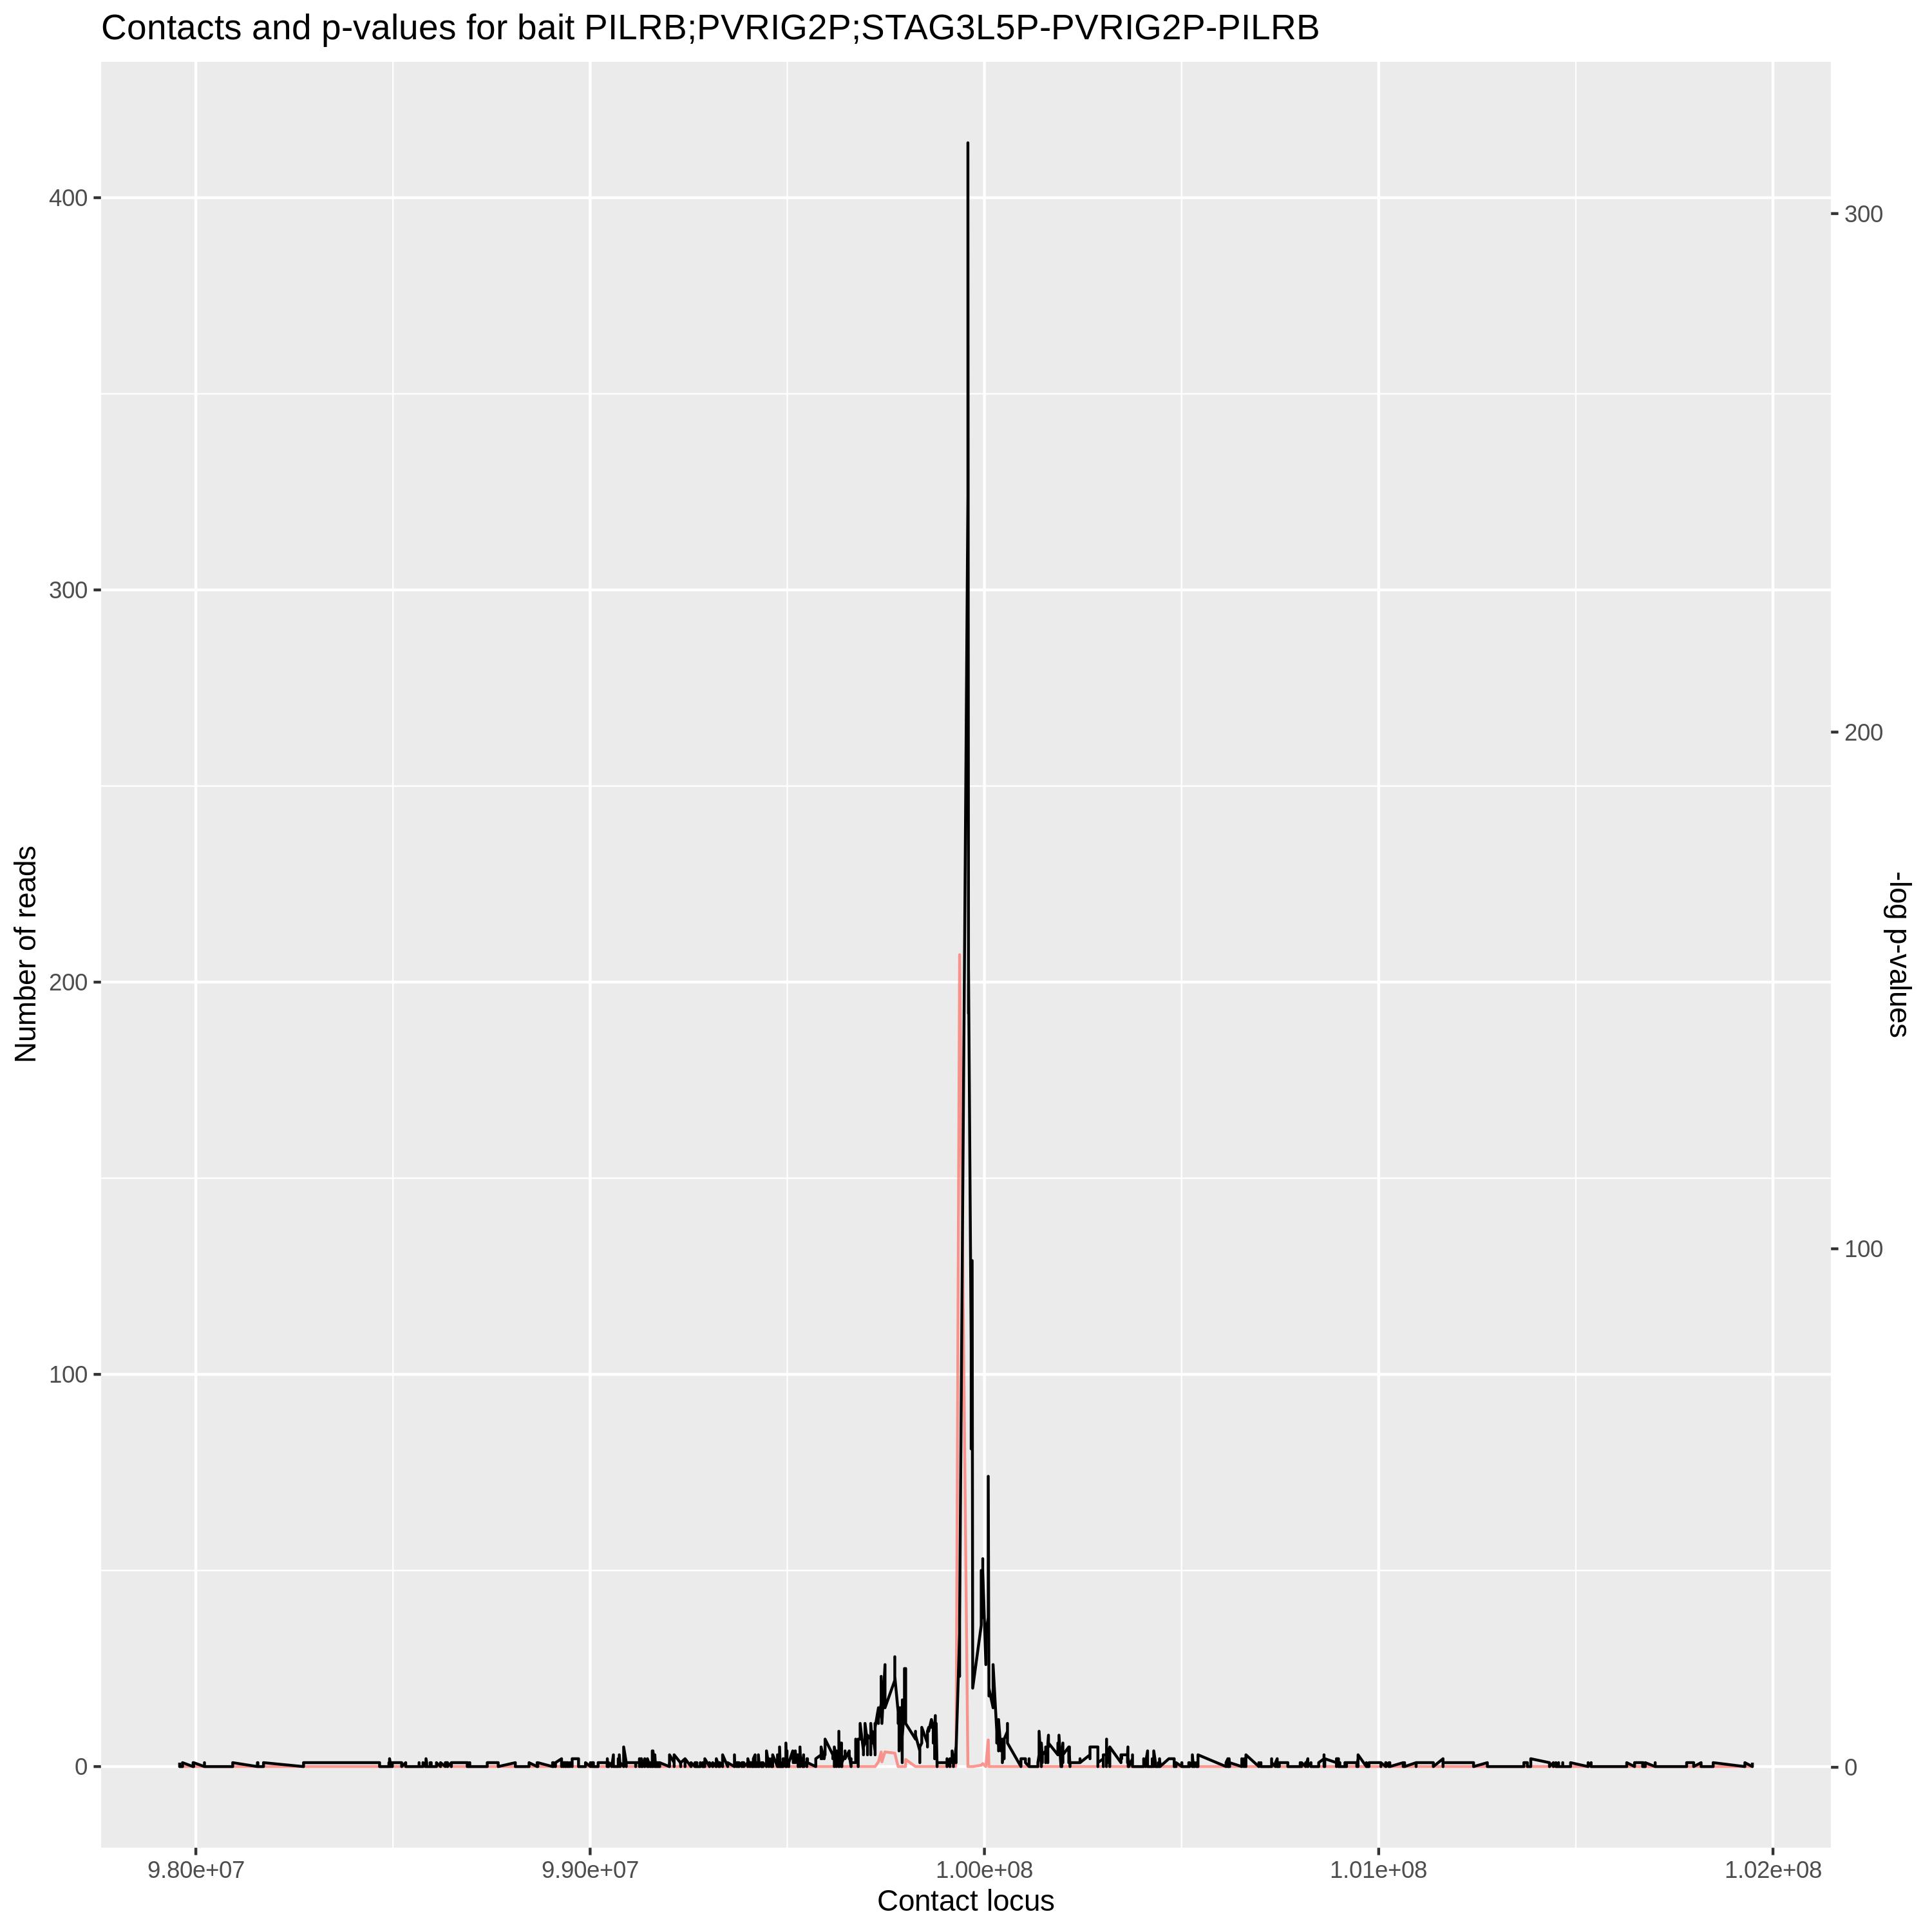 Contacts and p-values for bait PILRB;PVRIG2P;STAG3L5P-PVRIG2P-PILRB
400
300
200
100
0
Number of reads
300
200
100
0
-log p-values
9.80e+07
9.90e+07
1.00e+08
1.01e+08
1.02e+08
Contact locus